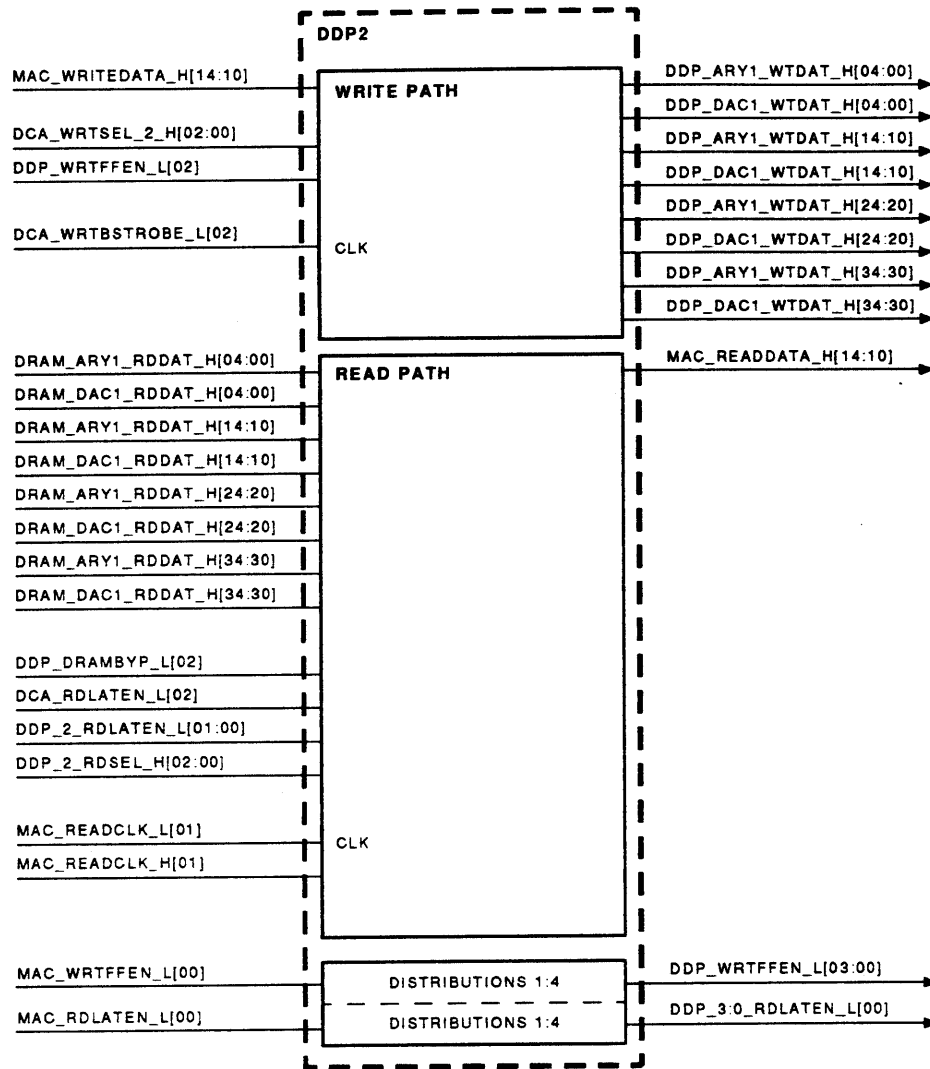 DDP2
MAC_WRITEDATA_H[14:10]
DCA_WRTSEL_2_H[02:00]
DDP_WRTFFEN_L[02]
DCA_WRTBSTROBE_L[02]
WRITE PATH
CLK
DDP_ARY1_WTDAT_H[04:00]
DDP_DAC1_WTDAT_H[04:00]
DDP_ARY1_WTDAT_H[14:10]
DDP_DAC1_WTDAT_H[14:10]
DDP_ARY1_WTDAT_H[24:20]
DDP_DAC1_WTDAT_H[24:20]
DDP_ARY1_WTDAT_H[34:30]
DDP_DAC1_WTDAT_H[34:30]
DRAM_ARY1_RDDAT_H[04:00]
DRAM_DAC1_RDDAT_H[04:00]
DRAM_ARY1_RDDAT_H[14:10]
DRAM_DAC1_RDDAT_H[14:10]
DRAM_ARY1_RDDAT_H[24:20]
DRAM_DAC1_RDDAT_H[24:20]
DRAM_ARY1_RDDAT_H[34:30]
DRAM_DAC1_RDDAT_H[34:30]
DDP_DRAMBYP_L[02]
DCA_RDLATEN_L[02]
DDP_2_RDLATEN_L[01:00]
DDP_2_RDSEL_H[02:00]
MAC_READCLK_L[01]
MAC_READCLK_H[01]
READ PATH
CLK
MAC_READDATA_H[14:10]
MAC_WRTFFEN_L[00]
MAC_RDLATEN_L[00]
DISTRIBUTIONS 1:4
DISTRIBUTIONS 1:4
DDP_WRTFFEN_L[03:00]
DDP_3:0_RDLATEN_L[00]